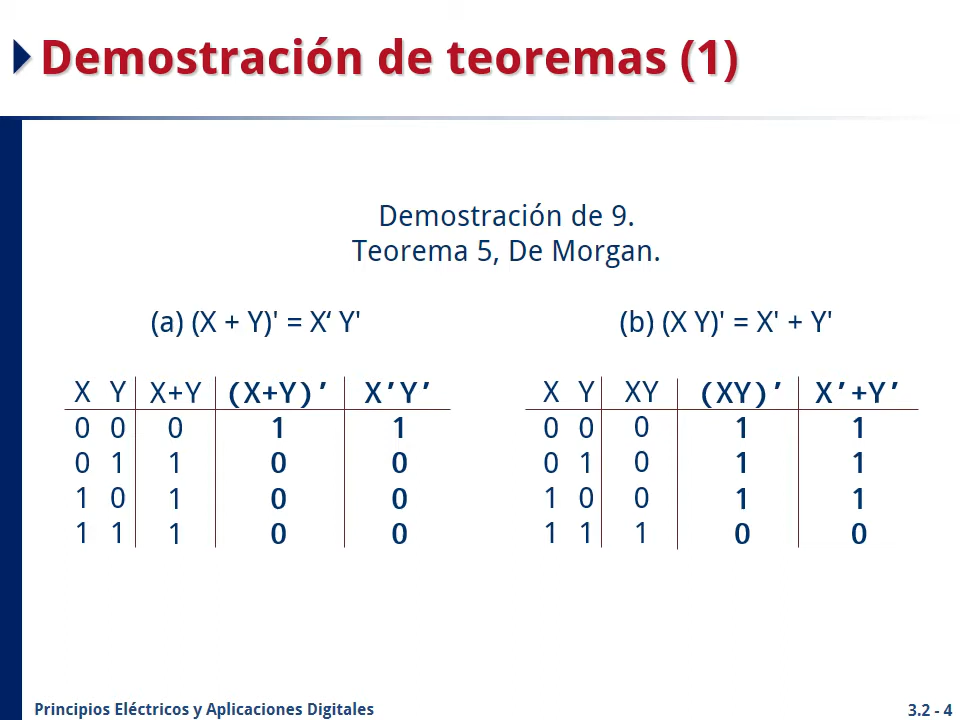 Demostración de teoremas (1)
Demostración de 9.
Teorema 5, De Morgan.
(a) (X + Y)' = X‘ Y'
X Y X+Y (X+Y)’ X’Y’
0 0 0 1 1
0 1 1 0 0
1 0 1 0 0
1 1 1 0 0
(b) (X Y)' = X' + Y'
X Y XY (XY)’ X’+Y’
0 0 0 1 1
0 1 0 1 1
1 0 0 1 1
1 1 1 0 0
Principios Eléctricos y Aplicaciones Digitales
3.2 - 4